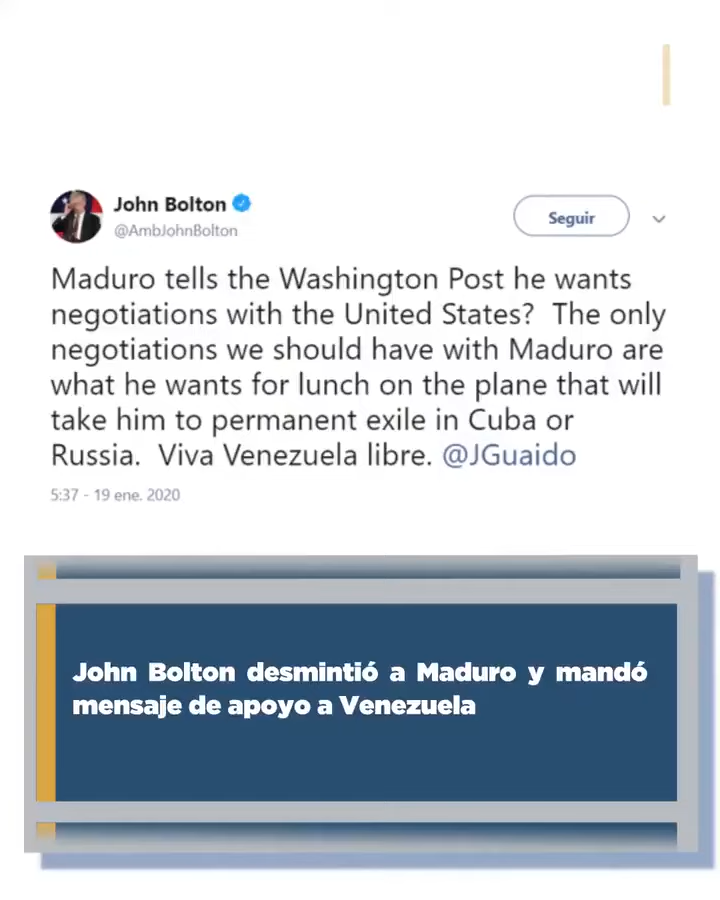 John Bolton
@AmbJohnBolton
Seguir
Maduro tells the Washington Post he wants
negotiations with the United States?  The only
negotiations we should have with Maduro are
what he wants for lunch on the plane that will
take him to permanent exile in Cuba or
Russia.  Viva Venezuela libre. @JGuaido
5:37 - 19 ene. 2020
John Bolton desmintió a Maduro y mandó
mensaje de apoyo a Venezuela